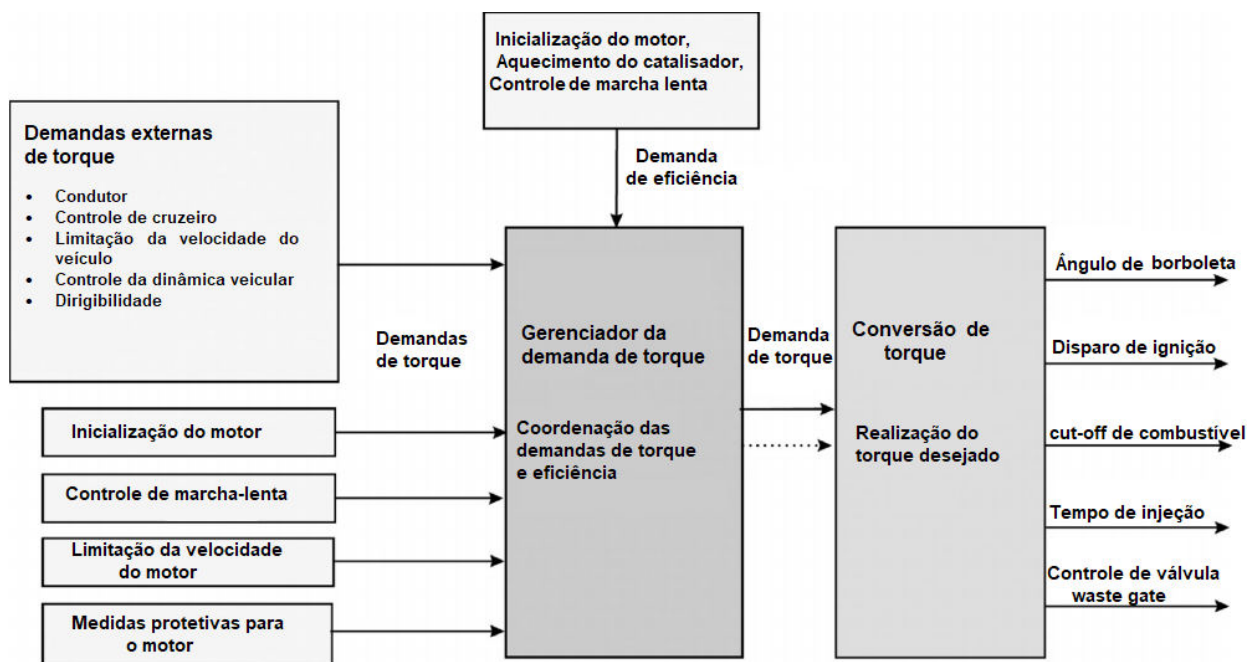 Inicialização do motor,
Aquecimento do catalisador,
Controle de marcha lenta
Demandas externas
de torque
• Condutor
• Controle de cruzeiro
• Limitação da velocidade do
veículo
• Controle da dinâmica veicular
• Dirigibilidade
Demanda
de eficiência
Demandas
de torque
Gerenciador da
demanda de torque
Coordenação das
demandas de torque
e eficiência
Demanda
de torque
Conversão de
torque
Realização do
torque desejado
Ângulo de borboleta
Disparo de ignição
cut-off de combustível
Tempo de injeção
Controle de válvula
waste gate
Inicialização do motor
Controle de marcha-lenta
Limitação da velocidade
do motor
Medidas protetivas para
o motor